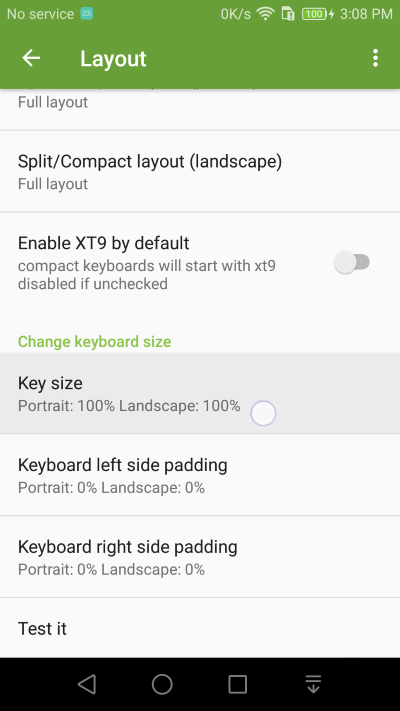 No service 0K/s 100 3:08 PM
Layout
Full layout
Split/Compact layout (landscape)
Full layout
Enable XT9 by default
compact keyboards will start with xt9
disabled if unchecked
Change keyboard size
Key size
Portrait: 100% Landscape: 100%
Keyboard left side padding
Portrait: 0% Landscape: 0%
Keyboard right side padding
Portrait: 0% Landscape: 0%
Test it